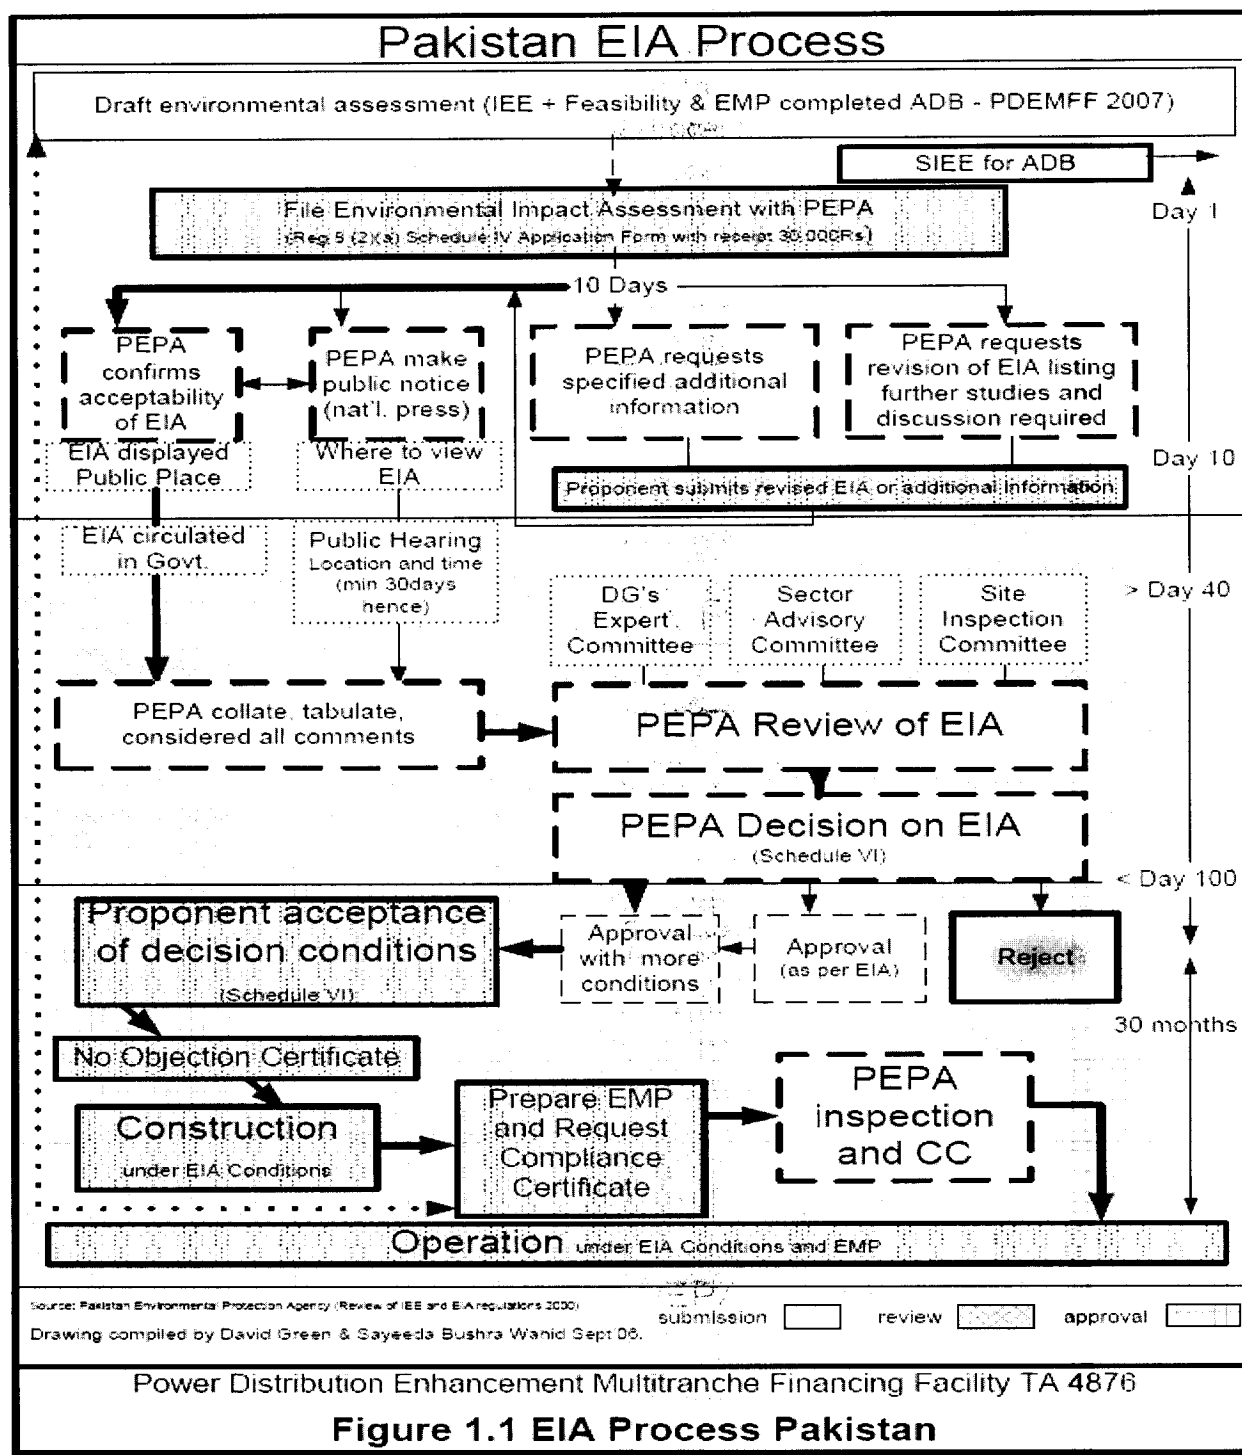 Pakistan EIA Process
Draft environmental assessment (IEE + Feasibility & EMP completed ADB - PDEMFF 2007)
SIEE for ADB
Day 1
File Environmental Impact Assessment with PEPA
(Reg 5 (2)(a) Schedule IV Application Form with receipt 30,000Rs)
10 Days
PEPA
confirms
acceptability
of EIA
PEPA make
public notice
(nat'l. press)
PEPA requests
specified additional
information
PEPA requests
revision of EIA listing
further studies and
discussion required
EIA displayed
Public Place
Where to view
EIA
Day 10
Proponent submits revised EIA or additional information
EIA circulated
in Govt.
Public Hearing
Location and time
(min 30days
hence)
DG's
Expert
Committee
Sector
Advisory
Committee
Site
Inspection
Committee
> Day 40
PEPA collate, tabulate,
considered all comments
PEPA Review of EIA
PEPA Decision on EIA
(Schedule VI)
< Day 100
Proponent acceptance
of decision conditions
(Schedule VI)
Approval
with more
conditions
Approval
(as per EIA)
Reject
30 months
No Objection Certificate
Construction
under EIA Conditions
Prepare EMP
and Request
Compliance
Certificate
PEPA
inspection
and CC
Operation under EIA Conditions and EMP
Source: Pakistan Environmental Protection Agency (Review of IEE and EIA regulations 2000)
Drawing compiled by David Green & Sayeeda Bushra Wahid Sept 06.
submission
review
approval
Power Distribution Enhancement Multitranche Financing Facility TA 4876
Figure 1.1 EIA Process Pakistan